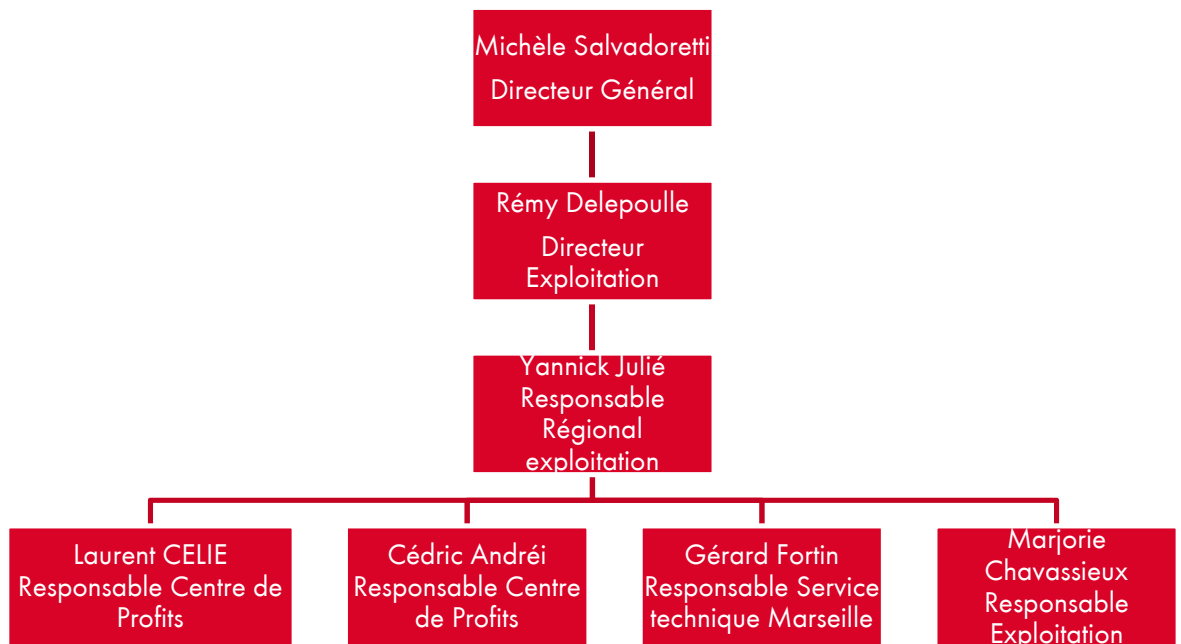 Michèle Salvadoretti
Directeur Général
Rémy Delepoulle
Directeur
Exploitation
Yannick Julié
Responsable
Régional
exploitation
Laurent CELIE
Responsable Centre de
Profits
Cédric Andréi
Responsable Centre
de Profits
Gérard Fortin
Responsable Service
technique Marseille
Marjorie
Chavassieux
Responsable
Exploitation